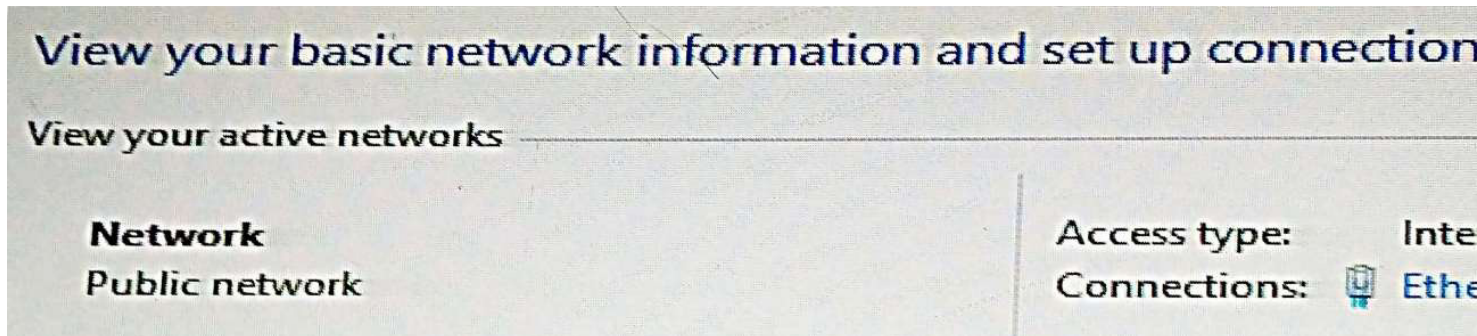 View your basic network information and set up connection
View your active networks
Network
Access type: Inte
Public network
Connections: Ethe